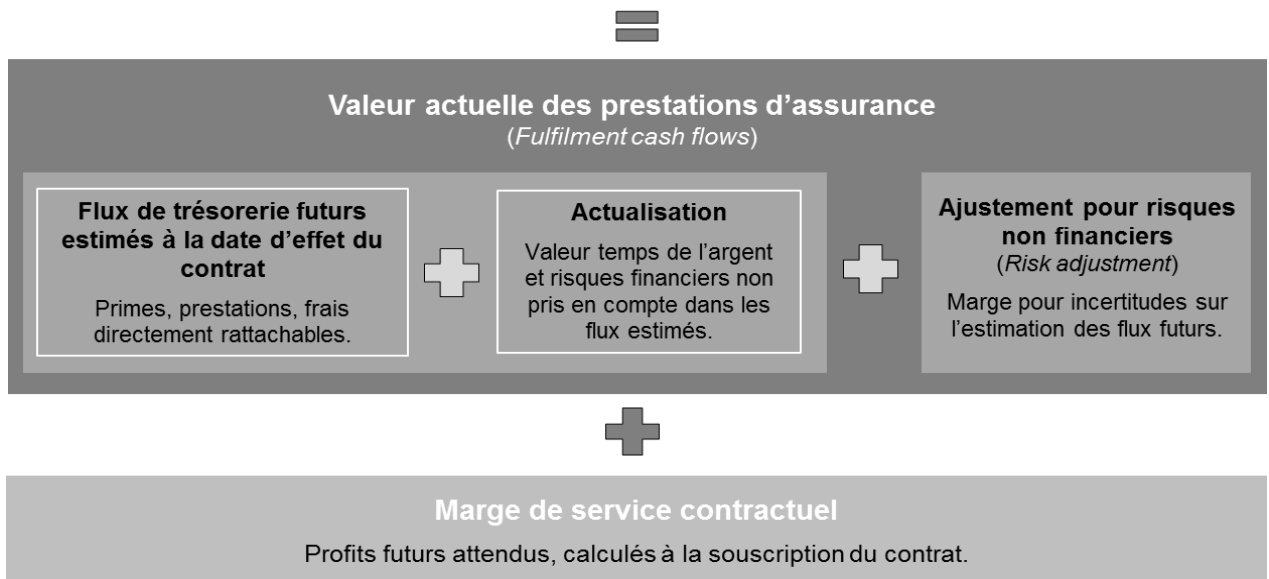 Valeur actuelle des prestations d’assurance
(Fulfilment cash flows)
Flux de trésorerie futurs
estimés à la date d’effet du
contrat
Primes, prestations, frais
directement rattachables.
Actualisation
Valeur temps de l’argent
et risques financiers non
pris en compte dans les
flux estimés.
Ajustement pour risques
non financiers
(Risk adjustment)
Marge pour incertitudes sur
l’estimation des flux futurs.
Marge de service contractuel
Profits futurs attendus, calculés à la souscription du contrat.